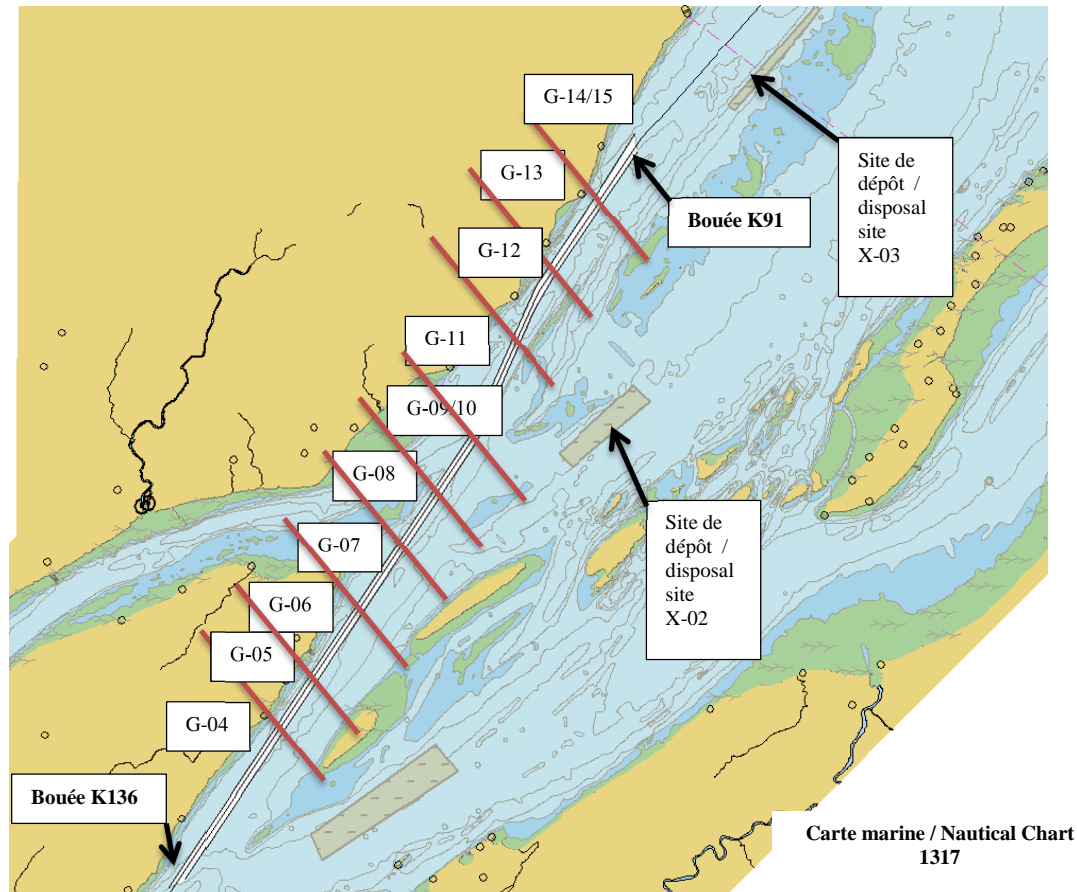 G-14/15
G-13
G-12
G-11
G-09/10
G-08
G-07
G-06
G-05
G-04
Bouée K91
Site de
dépôt /
disposal
site
X-03
Site de
dépôt /
disposal
site
X-02
Bouée K136
Carte marine / Nautical Chart
1317